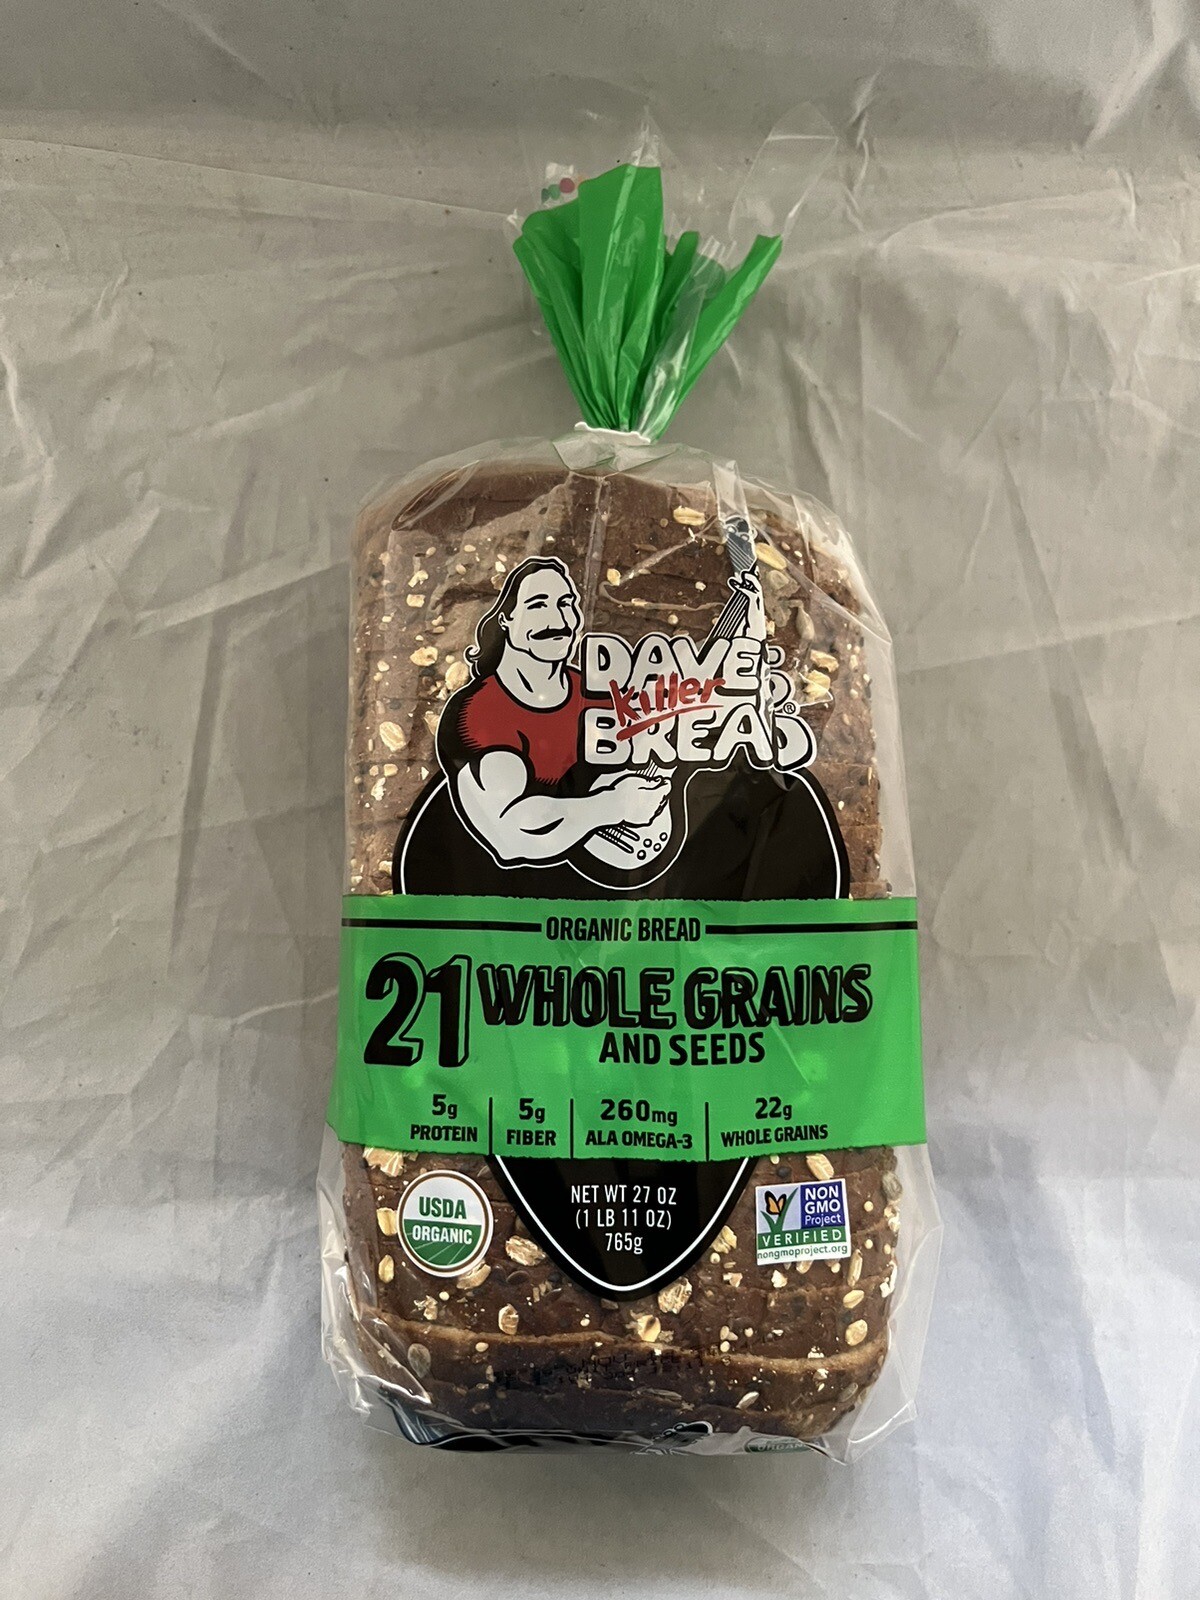 DAVE'S
killer
BREAD®
ORGANIC BREAD
21 WHOLE GRAINS
AND SEEDS
5g
PROTEIN
5g
FIBER
260mg
ALA OMEGA-3
22g
WHOLE GRAINS
USDA
ORGANIC
NET WT 27 OZ
(1 LB 11 OZ)
765g
NON
GMO
Project
VERIFIED
nongmoproject.org
ORGANIC